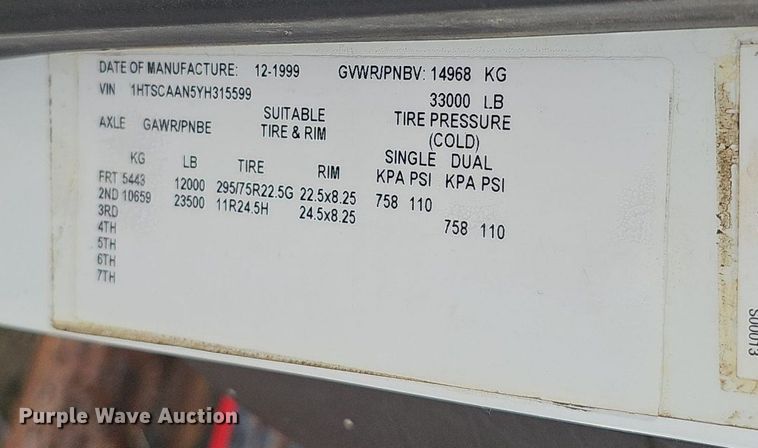 DATE OF MANUFACTURE: 12-1999 GVWR/PNBV: 14968 KG
VIN 1HTSCAAN5YH315599 33000 LB
SUITABLE TIRE PRESSURE
AXLE GAWR/PNBE TIRE & RIM (COLD)
SINGLE DUAL
KG LB TIRE RIM KPA PSI KPA PSI
FRT 5443 12000 295/75R22.5G 22.5x8.25 758 110
2ND 10659 23500 11R24.5H 24.5x8.25 758 110
3RD
4TH
5TH
6TH
7TH
S00013
Purple Wave Auction